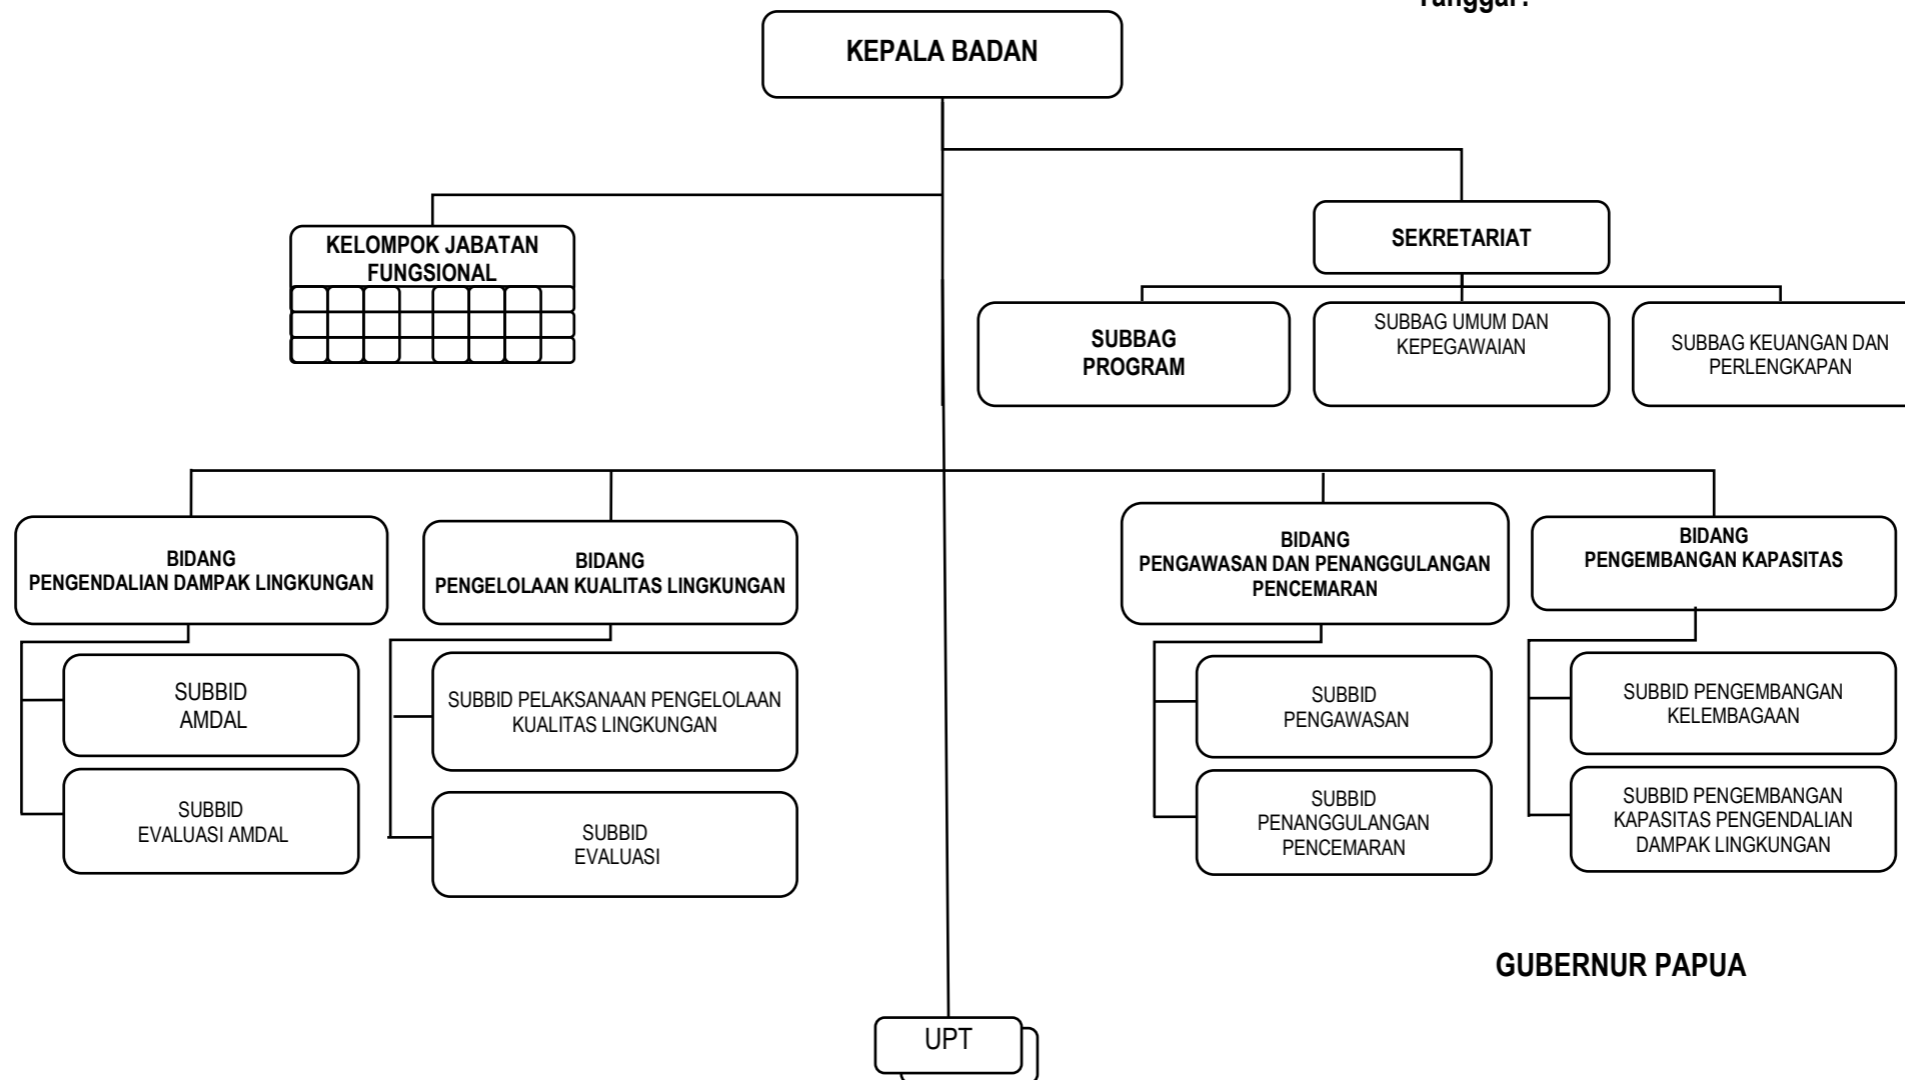 Tanggal :
KEPALA BADAN
SEKRETARIAT
KELOMPOK JABATAN
FUNGSIONAL
SUBBAG
PROGRAM
SUBBAG UMUM DAN
KEPEGAWAIAN
SUBBAG KEUANGAN DAN
PERLENGKAPAN
BIDANG
PENGENDALIAN DAMPAK LINGKUNGAN
BIDANG
PENGELOLAAN KUALITAS LINGKUNGAN
BIDANG
PENGAWASAN DAN PENANGGULANGAN
PENCEMARAN
BIDANG
PENGEMBANGAN KAPASITAS
SUBBID
AMDAL
SUBBID PELAKSANAAN PENGELOLAAN
KUALITAS LINGKUNGAN
SUBBID
PENGAWASAN
SUBBID PENGEMBANGAN
KELEMBAGAAN
SUBBID
EVALUASI AMDAL
SUBBID
EVALUASI
SUBBID
PENANGGULANGAN
PENCEMARAN
SUBBID PENGEMBANGAN
KAPASITAS PENGENDALIAN
DAMPAK LINGKUNGAN
GUBERNUR PAPUA
UPT